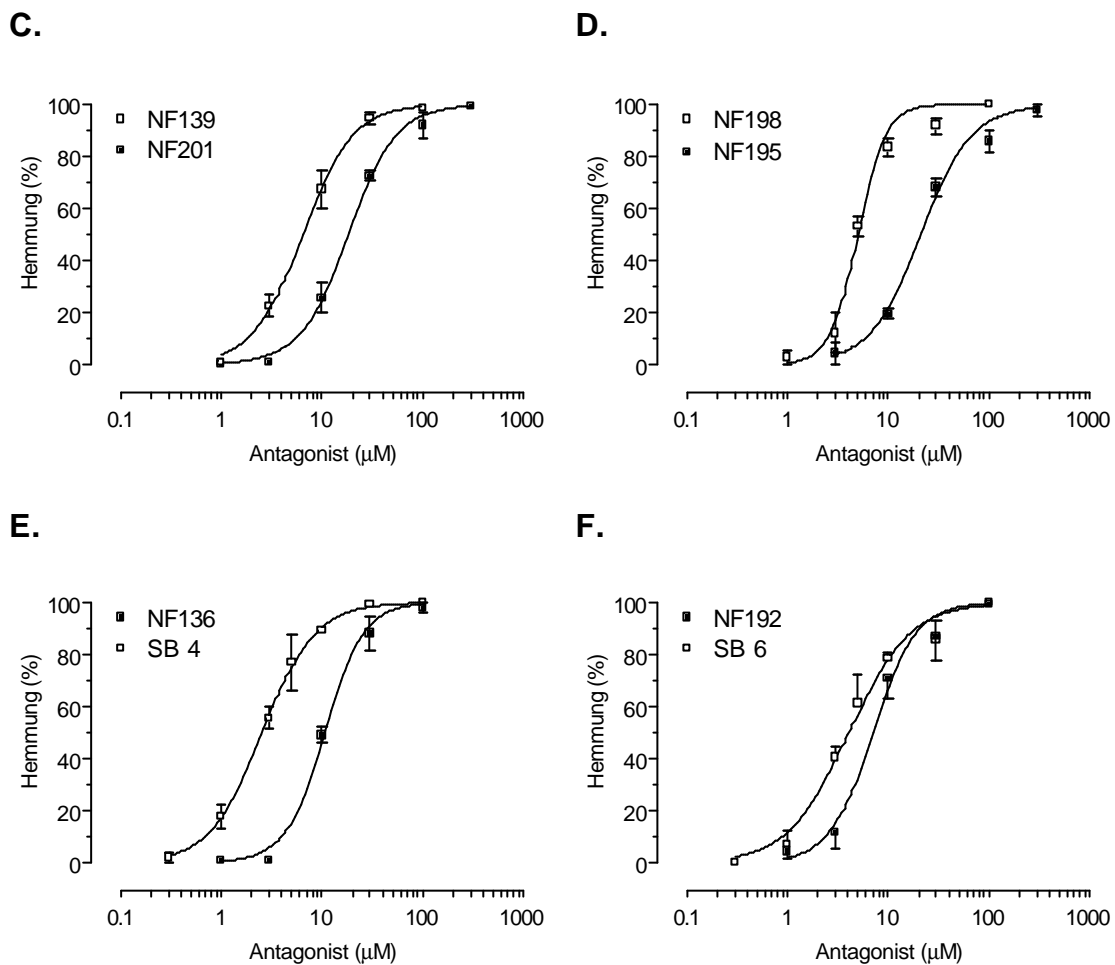 C.
NF139
NF201
Hemmung (%)
100
80
60
40
20
0
0.1 1 10 100 1000
Antagonist (μM)
D.
NF198
NF195
Hemmung (%)
100
80
60
40
20
0
0.1 1 10 100 1000
Antagonist (μM)
E.
NF136
SB 4
Hemmung (%)
100
80
60
40
20
0
0.1 1 10 100 1000
Antagonist (μM)
F.
NF192
SB 6
Hemmung (%)
100
80
60
40
20
0
0.1 1 10 100 1000
Antagonist (μM)